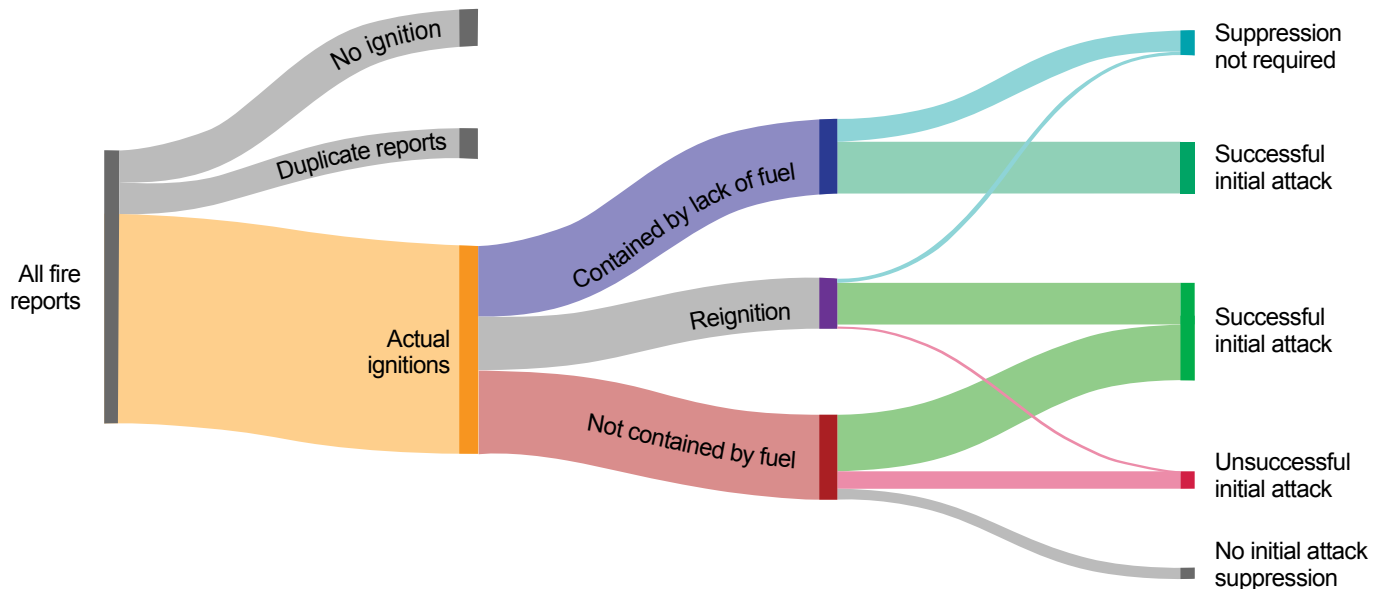 All fire
reports
No ignition
Duplicate reports
Actual
ignitions
Contained by lack of fuel
Reignition
Not contained by fuel
Suppression
not required
Successful
initial attack
Successful
initial attack
Unsuccessful
initial attack
No initial attack
suppression